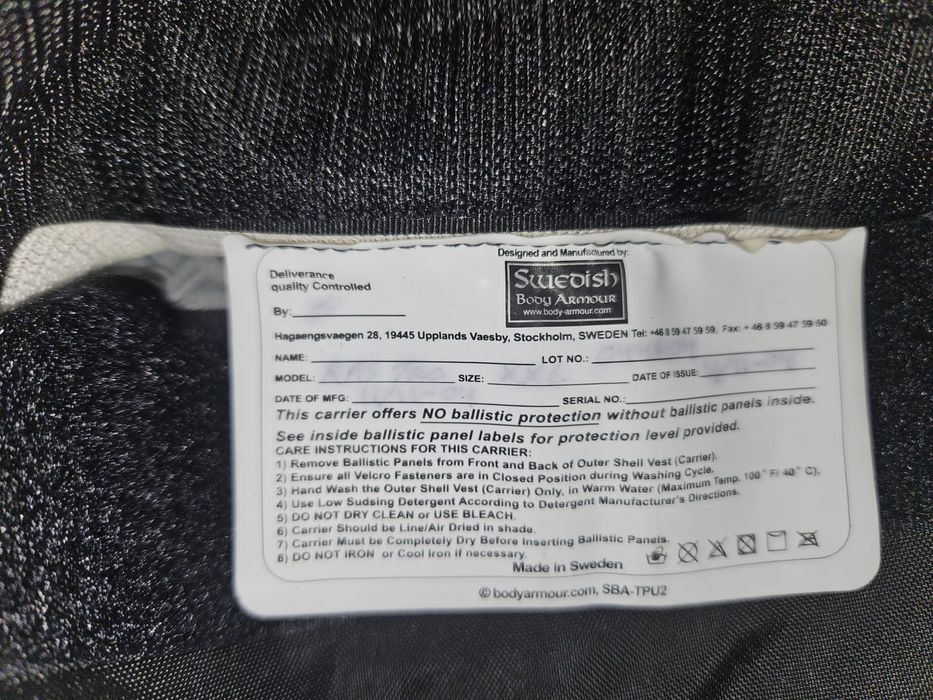 Designed and Manufactured by:
Deliverance
quality Controlled
By:
Swedish
Body Armour
www.body-armour.com
Hagaengsvaegen 28, 19445 Upplands Vaesby, Stockholm, SWEDEN Tel: +46 8 59 47 59 59, Fax: + 46 8 59 47 59 60
NAME: LOT NO.:
MODEL: SIZE: DATE OF ISSUE:
DATE OF MFG: SERIAL NO.:
This carrier offers NO ballistic protection without ballistic panels inside.
See inside ballistic panel labels for protection level provided.
CARE INSTRUCTIONS FOR THIS CARRIER:
1) Remove Ballistic Panels from Front and Back of Outer Shell Vest (Carrier).
2) Ensure all Velcro Fasteners are in Closed Position during Washing Cycle.
3) Hand Wash the Outer Shell Vest (Carrier) Only, in Warm Water (Maximum Temp. 100° F/ 40° C).
4) Use Low Sudsing Detergent According to Detergent Manufacturer's Directions.
5) DO NOT DRY CLEAN or USE BLEACH.
6) Carrier Should be Line/Air Dried in shade.
7) Carrier Must be Completely Dry Before Inserting Ballistic Panels.
8) DO NOT IRON or Cool Iron if necessary.
Made in Sweden
© bodyarmour.com, SBA-TPU2